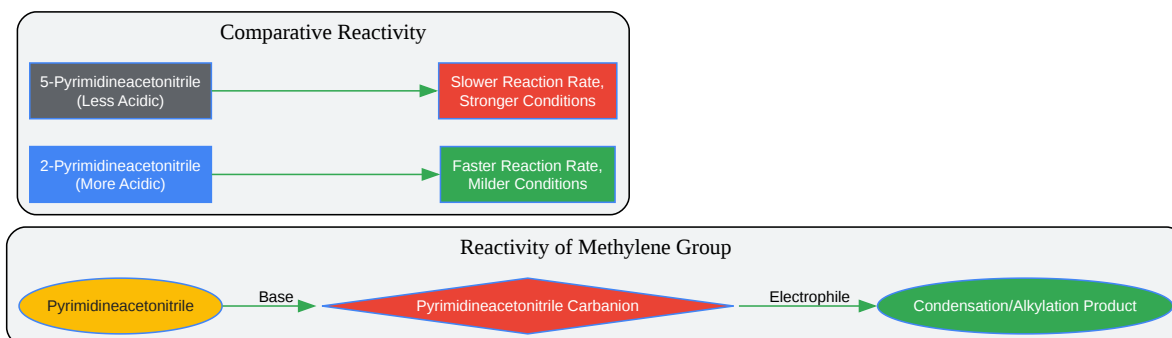 Comparative Reactivity
5-Pyrimidineacetonitrile
(Less Acidic)
Slower Reaction Rate,
Stronger Conditions
2-Pyrimidineacetonitrile
(More Acidic)
Faster Reaction Rate,
Milder Conditions
Reactivity of Methylene Group
Pyrimidineacetonitrile
Base
Pyrimidineacetonitrile Carbanion
Electrophile
Condensation/Alkylation Product